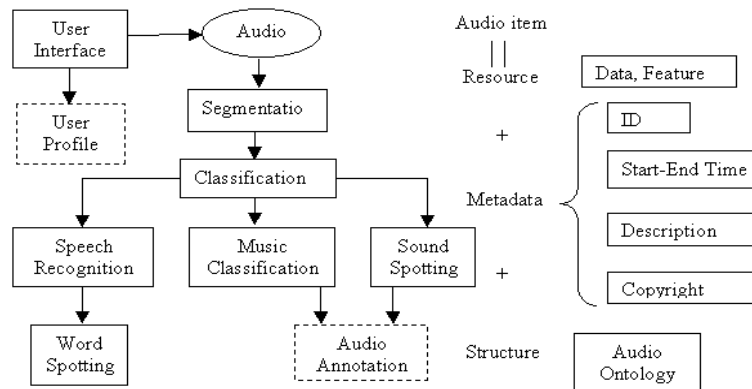 User
Interface
Audio
User
Profile
Segmentatio
Classification
Speech
Recognition
Music
Classification
Sound
Spotting
Word
Spotting
Audio
Annotation
Audio item
Resource
Data, Feature
+
ID
Start-End Time
Metadata
Description
+
Copyright
Structure
Audio
Ontology